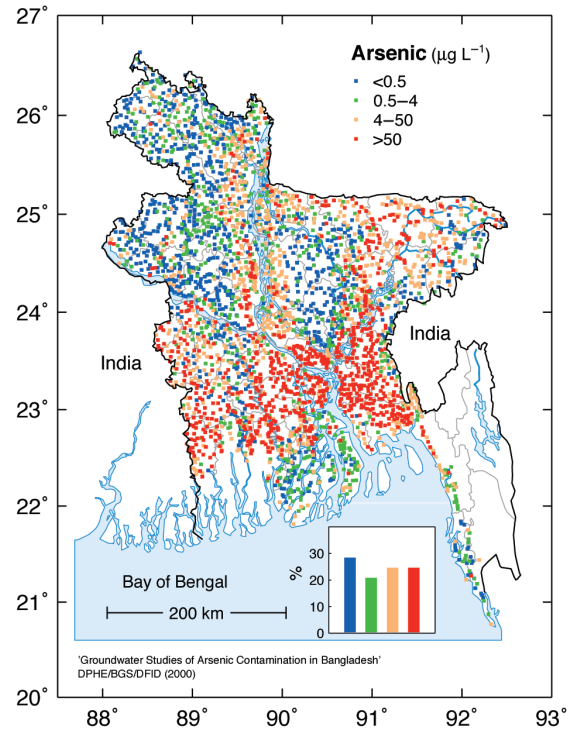 27°
26°
25°
24°
23°
22°
21°
20°
Arsenic (µg L⁻¹)
<0.5
0.5–4
4–50
>50
India
India
Bay of Bengal
200 km
%
30
20
10
0
'Groundwater Studies of Arsenic Contamination in Bangladesh'
DPHE/BGS/DFID (2000)
88° 89° 90° 91° 92° 93°